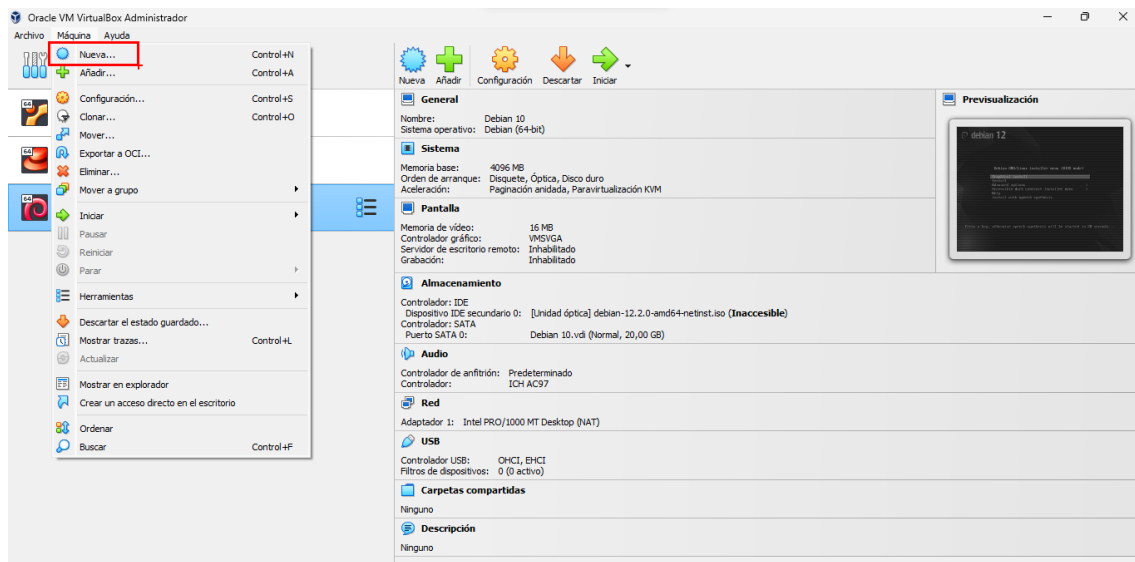 Oracle VM VirtualBox Administrador
Archivo Máquina Ayuda
Nueva... Control+N
Añadir... Control+A
Configuración... Control+S
Clonar... Control+O
Mover...
Exportar a OCI...
Eliminar...
Mover a grupo
Iniciar
Pausar
Reiniciar
Parar
Herramientas
Descartar el estado guardado...
Mostrar trazas... Control+L
Actualizar
Mostrar en explorador
Crear un acceso directo en el escritorio
Ordenar
Buscar Control+F
64
64
64
Nueva Añadir Configuración Descartar Iniciar
General
Nombre: Debian 10
Sistema operativo: Debian (64-bit)
Sistema
Memoria base: 4096 MB
Orden de arranque: Disquete, Óptica, Disco duro
Aceleración: Paginación anidada, Paravirtualización KVM
Pantalla
Memoria de vídeo: 16 MB
Controlador gráfico: VMSVGA
Servidor de escritorio remoto: Inhabilitado
Grabación: Inhabilitado
Almacenamiento
Controlador: IDE
Dispositivo IDE secundario 0: [Unidad óptica] debian-12.2.0-amd64-netinst.iso (Inaccesible)
Controlador: SATA
Puerto SATA 0: Debian 10.vdi (Normal, 20,00 GB)
Audio
Controlador de anfitrión: Predeterminado
Controlador: ICH AC97
Red
Adaptador 1: Intel PRO/1000 MT Desktop (NAT)
USB
Controlador USB: OHCI, EHCI
Filtros de dispositivos: 0 (0 activo)
Carpetas compartidas
Ninguno
Descripción
Ninguno
Previsualización
debian 12